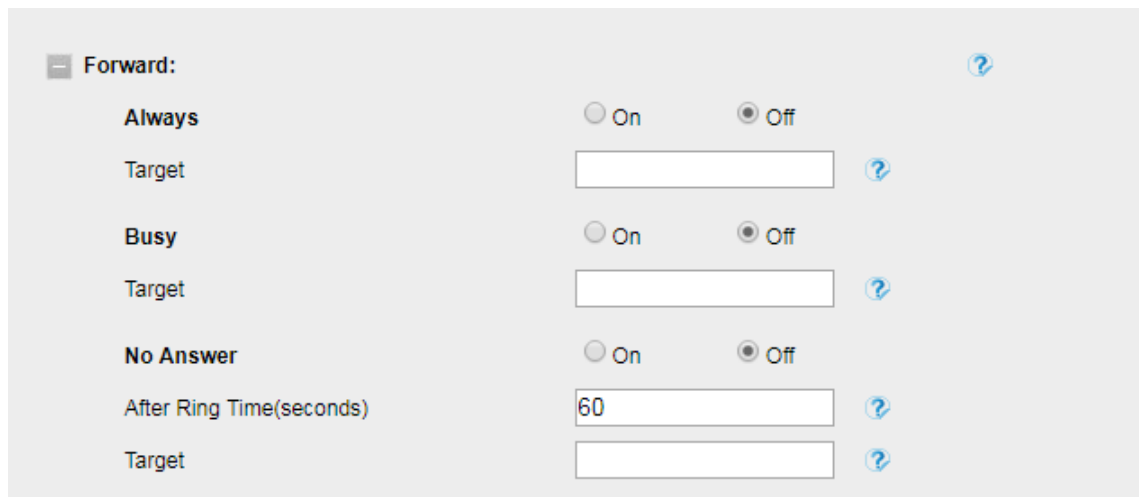 Forward:
Always On Off
Target
Busy On Off
Target
No Answer On Off
After Ring Time(seconds) 60
Target